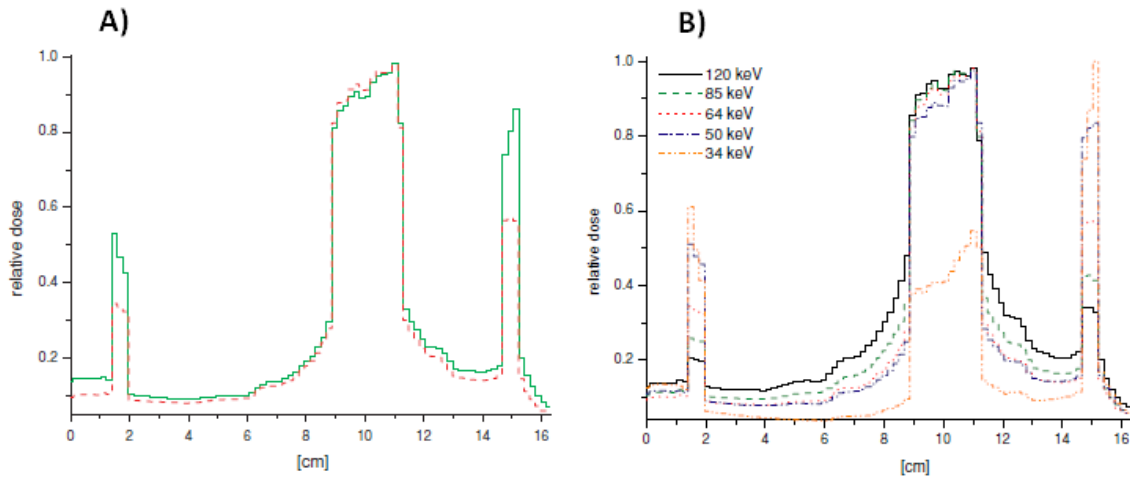 A)
1.0
0.8
0.6
0.4
0.2
relative dose
0 2 4 6 8 10 12 14 16
[cm]
B)
120 keV
85 keV
64 keV
50 keV
34 keV
1.0
0.8
0.6
0.4
0.2
relative dose
0 2 4 6 8 10 12 14 16
[cm]